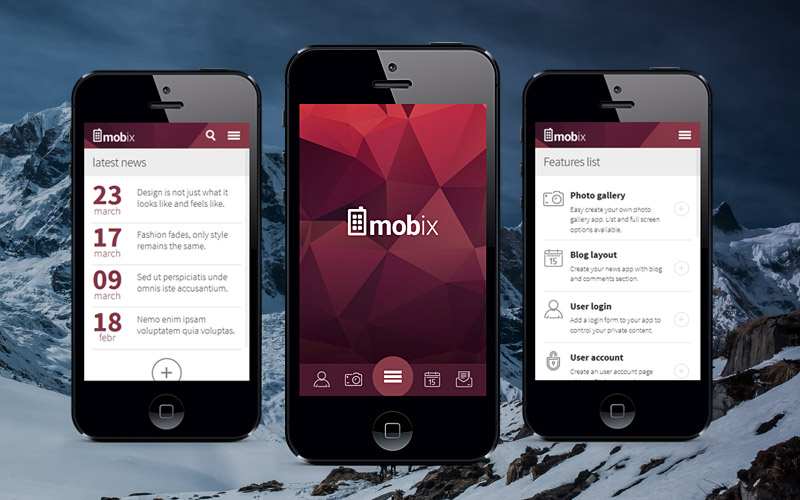 mobix
latest news
23
march
Design is not just what it
looks like and feels like.
17
march
Fashion fades, only style
remains the same.
09
march
Sed ut perspiciatis unde
omnis iste accusantium.
18
febr
Nemo enim ipsam
voluptatem quia voluptas.
mobix
15
mobix
Features list
Photo gallery
Easy create your own photo
gallery app. List and full screen
options available.
15
Blog layout
Create your news app with blog
and comments section.
User login
Add a login form to your app to
control your private content.
User account
Create an user account page